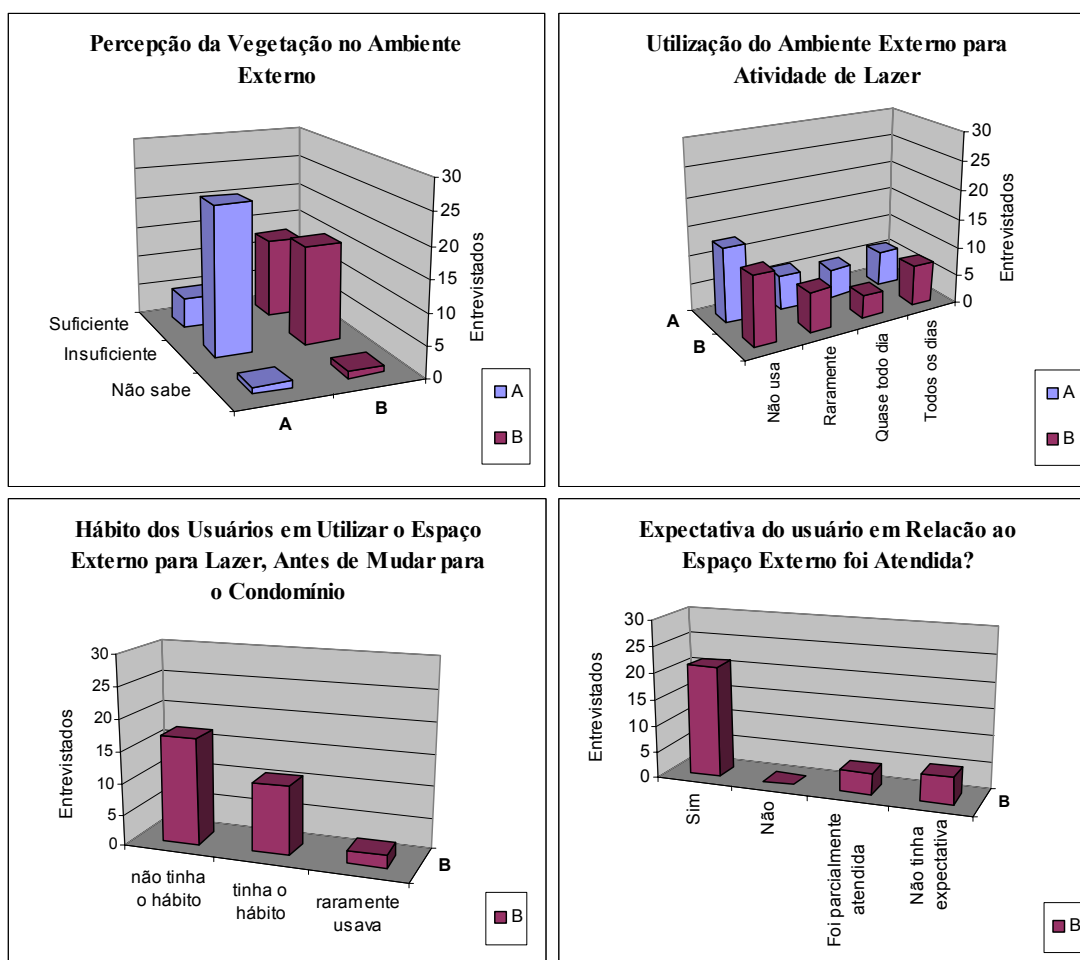 Percepção da Vegetação no Ambiente
Externo
30
25
20
15
10
5
0
Entrevistados
Suficiente
Insuficiente
Não sabe
A
B
A
B
Utilização do Ambiente Externo para
Atividade de Lazer
30
25
20
15
10
5
0
Entrevistados
A
B
Não usa
Raramente
Quase todo dia
Todos os dias
A
B
Hábito dos Usuários em Utilizar o Espaço
Externo para Lazer, Antes de Mudar para
o Condomínio
30
25
20
15
10
5
0
Entrevistados
não tinha
o hábito
tinha o
hábito
raramente
usava
B
B
Expectativa do usuário em Relacão ao
Espaço Externo foi Atendida?
30
25
20
15
10
5
0
Entrevistados
Sim
Não
Foi parcialmente
atendida
Não tinha
expectativa
B
B